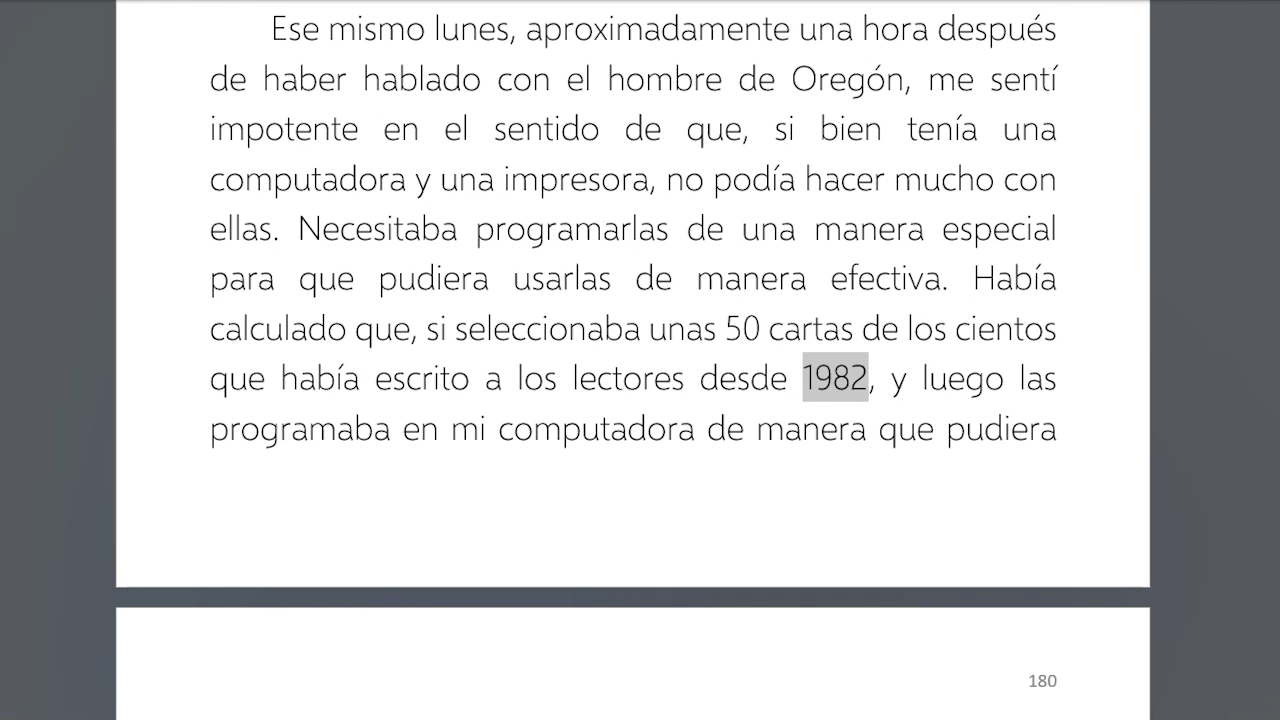 Ese mismo lunes, aproximadamente una hora después
de haber hablado con el hombre de Oregón, me sentí
impotente en el sentido de que, si bien tenía una
computadora y una impresora, no podía hacer mucho con
ellas. Necesitaba programarlas de una manera especial
para que pudiera usarlas de manera efectiva. Había
calculado que, si seleccionaba unas 50 cartas de los cientos
que había escrito a los lectores desde 1982, y luego las
programaba en mi computadora de manera que pudiera
180